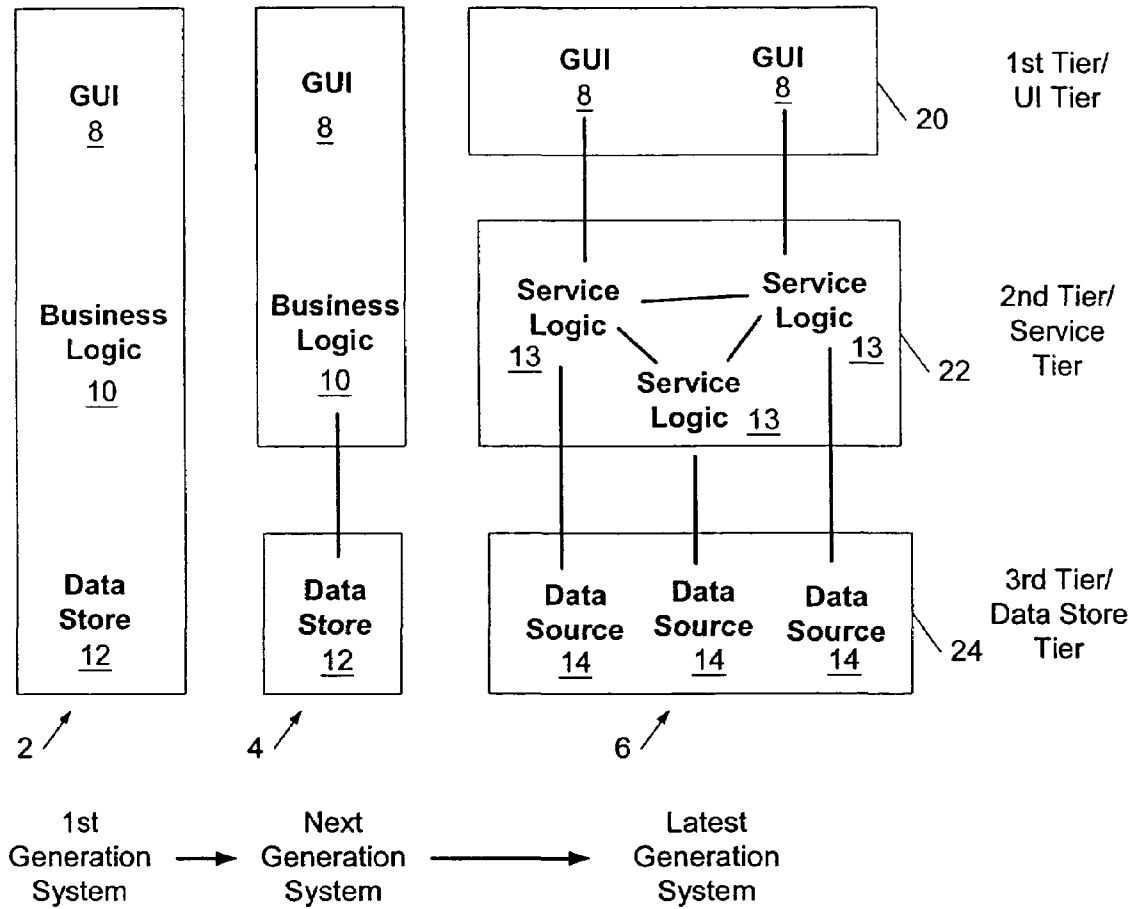 GUI
8
Business
Logic
10
Data
Store
12
2
GUI
8
Business
Logic
10
Data
Store
12
4
GUI
8
GUI
8
20
1st Tier/
UI Tier
Service
Logic
13
Service
Logic
13
Service
Logic
13
22
2nd Tier/
Service
Tier
Data
Source
14
Data
Source
14
Data
Source
14
24
3rd Tier/
Data Store
Tier
6
1st
Generation
System
Next
Generation
System
Latest
Generation
System